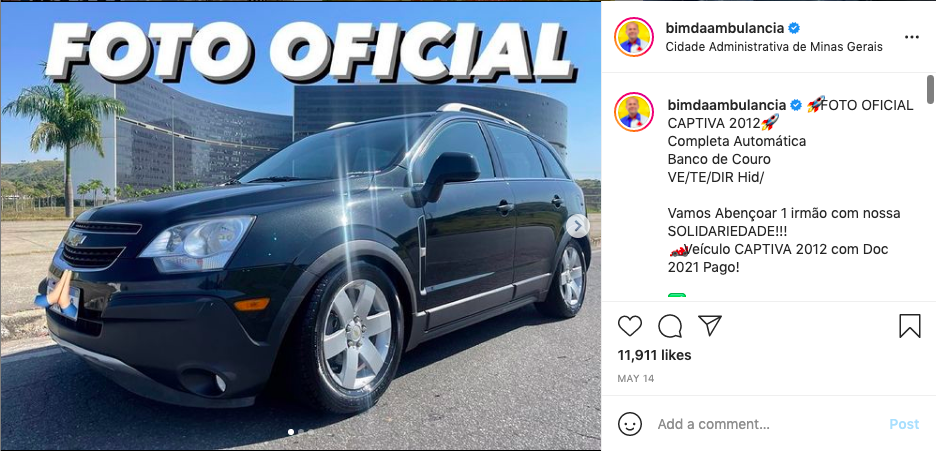 FOTO OFICIAL
bimdaambulancia
Cidade Administrativa de Minas Gerais
bimdaambulancia 🚀FOTO OFICIAL
CAPTIVA 2012🚀
Completa Automática
Banco de Couro
VE/TE/DIR Hid/
Vamos Abençoar 1 irmão com nossa
SOLIDARIEDADE!!!
🏎Veículo CAPTIVA 2012 com Doc
2021 Pago!
11,911 likes
MAY 14
Add a comment...
Post